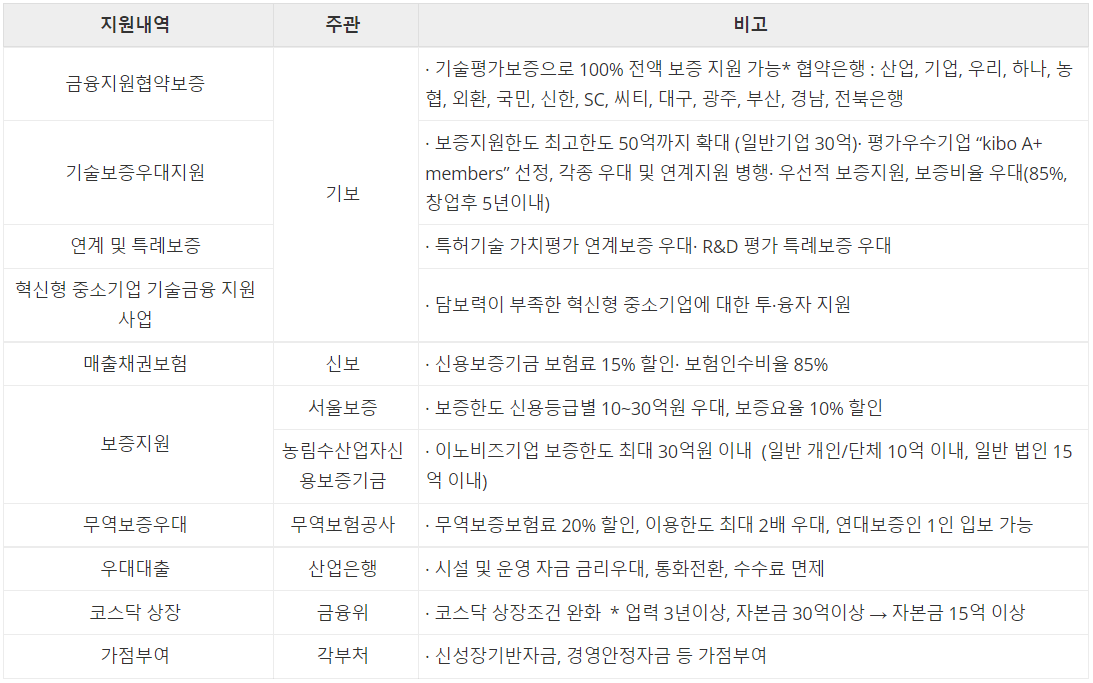 지원내역 주관 비고
금융지원협약보증
기보
· 기술평가보증으로 100% 전액 보증 지원 가능* 협약은행 : 산업, 기업, 우리, 하나, 농
협, 외환, 국민, 신한, SC, 씨티, 대구, 광주, 부산, 경남, 전북은행
기술보증우대지원
· 보증지원한도 최고한도 50억까지 확대 (일반기업 30억)· 평가우수기업 “kibo A+
members” 선정, 각종 우대 및 연계지원 병행· 우선적 보증지원, 보증비율 우대(85%,
창업후 5년이내)
연계 및 특례보증
· 특허기술 가치평가 연계보증 우대· R&D 평가 특례보증 우대
혁신형 중소기업 기술금융 지원
사업
· 담보력이 부족한 혁신형 중소기업에 대한 투·융자 지원
매출채권보험
신보
· 신용보증기금 보험료 15% 할인· 보험인수비율 85%
보증지원
서울보증
· 보증한도 신용등급별 10~30억원 우대, 보증요율 10% 할인
농림수산업자신
용보증기금
· 이노비즈기업 보증한도 최대 30억원 이내 (일반 개인/단체 10억 이내, 일반 법인 15
억 이내)
무역보증우대
무역보험공사
· 무역보증보험료 20% 할인, 이용한도 최대 2배 우대, 연대보증인 1인 입보 가능
우대대출
산업은행
· 시설 및 운영 자금 금리우대, 통화전환, 수수료 면제
코스닥 상장
금융위
· 코스닥 상장조건 완화 * 업력 3년이상, 자본금 30억이상 → 자본금 15억 이상
가점부여
각부처
· 신성장기반자금, 경영안정자금 등 가점부여